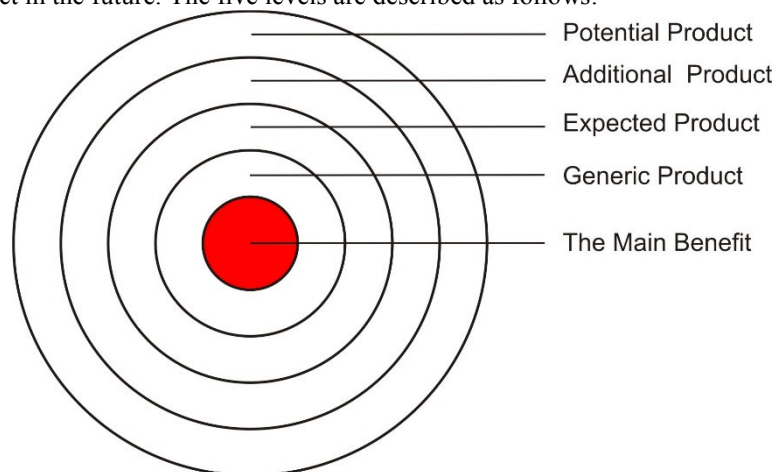 ct in the future. The five levels are described as follows:
Potential Product
Additional Product
Expected Product
Generic Product
The Main Benefit